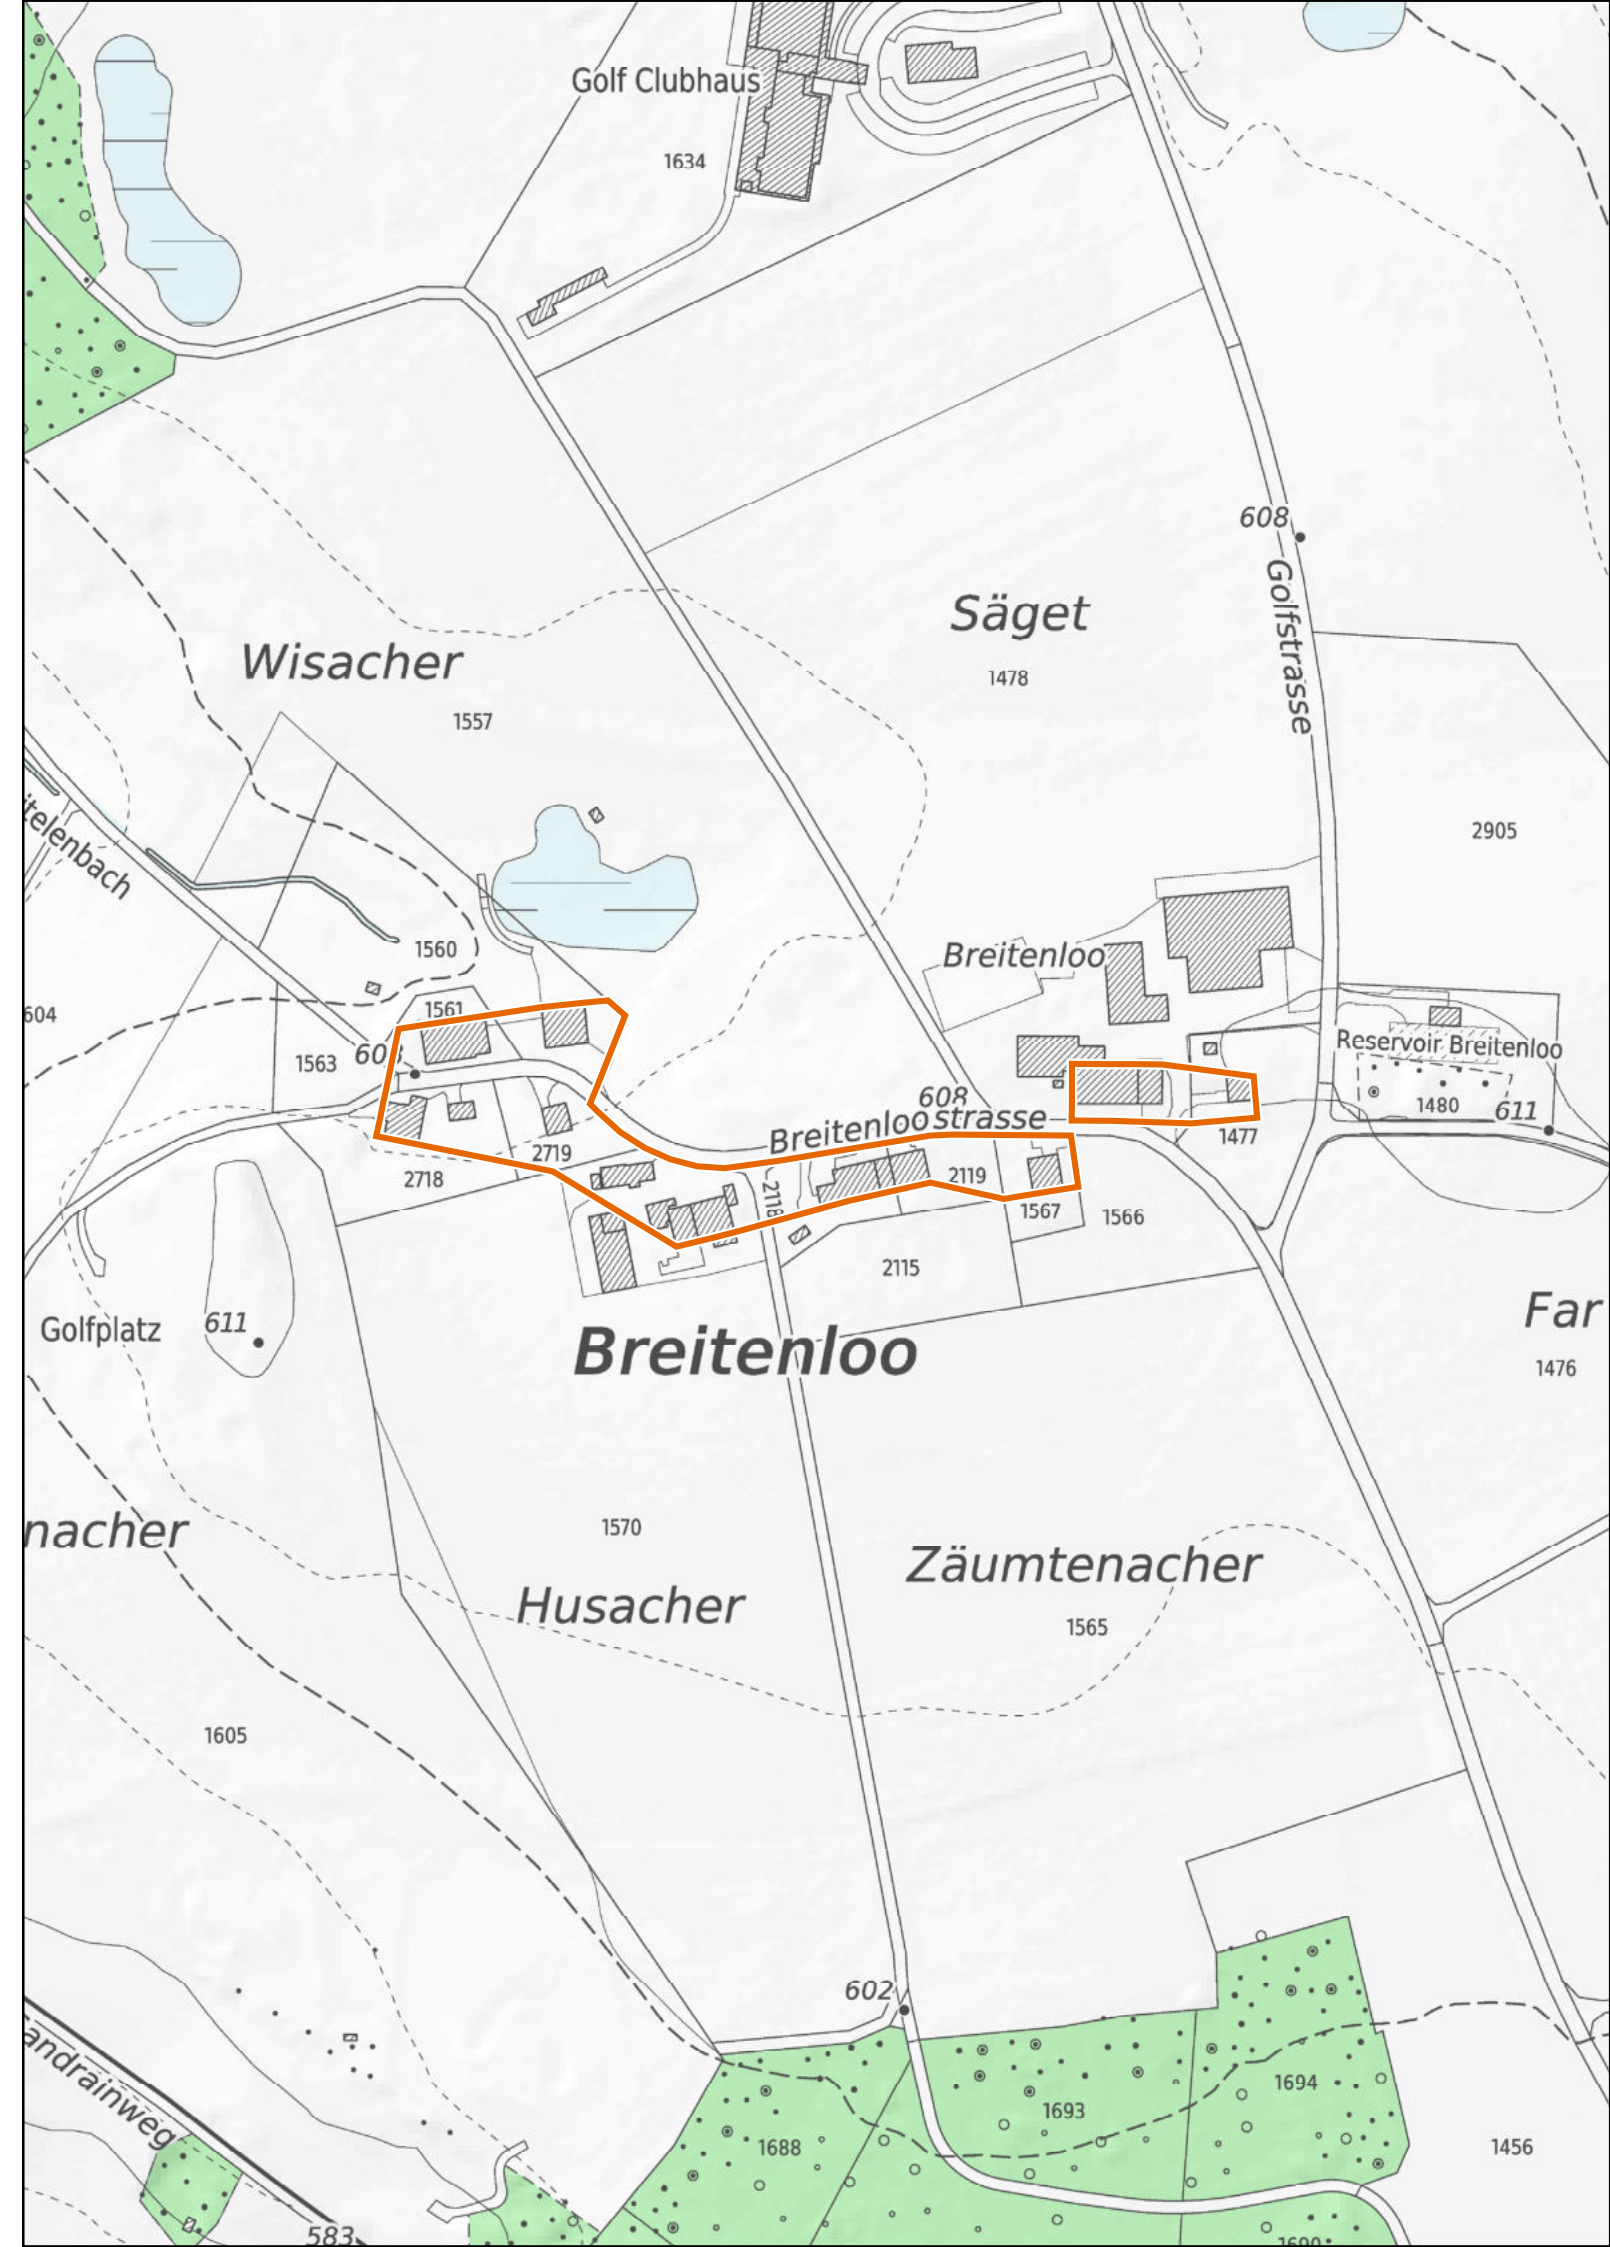 Golf Clubhaus
1634
608
Golfstrasse
Säget
1478
Wisacher
1557
2905
telenbach
1560
Breitenloo
604
1561
1563
Reservoir Breitenloo
1480
611
608
Breitenloostrasse
1477
2719
2718
2118
2119
1567
1566
2115
Golfplatz
611
Breitenloo
Far
1476
nacher
1570
Husacher
Zäumtenacher
1565
1605
602
andrainweg
1693
1694
1688
1456
583